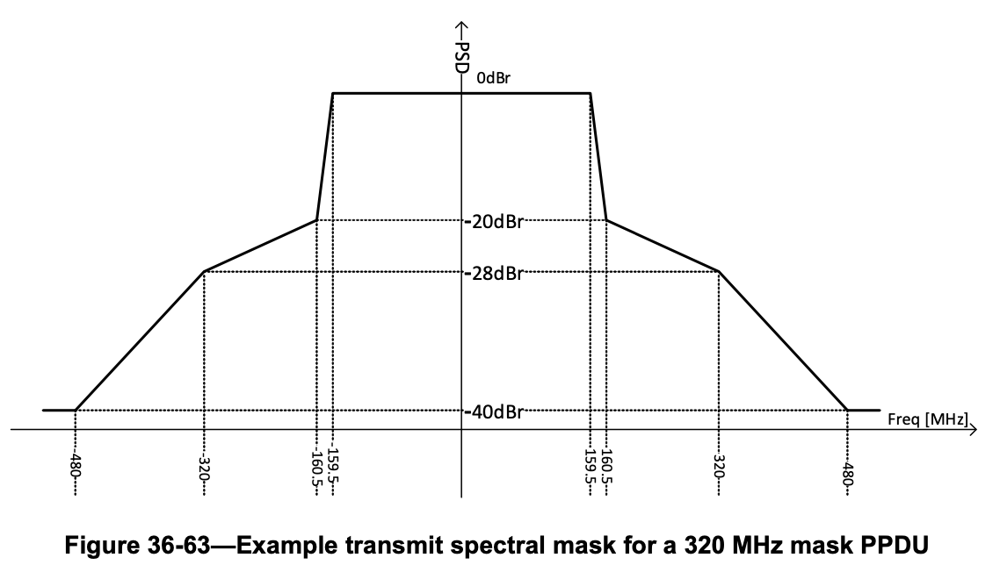 PSD
0dBr
-20dBr
-28dBr
-40dBr
Freq [MHz]
-480
-320
-160.5
-159.5
159.5
160.5
320
480
Figure 36-63—Example transmit spectral mask for a 320 MHz mask PPDU